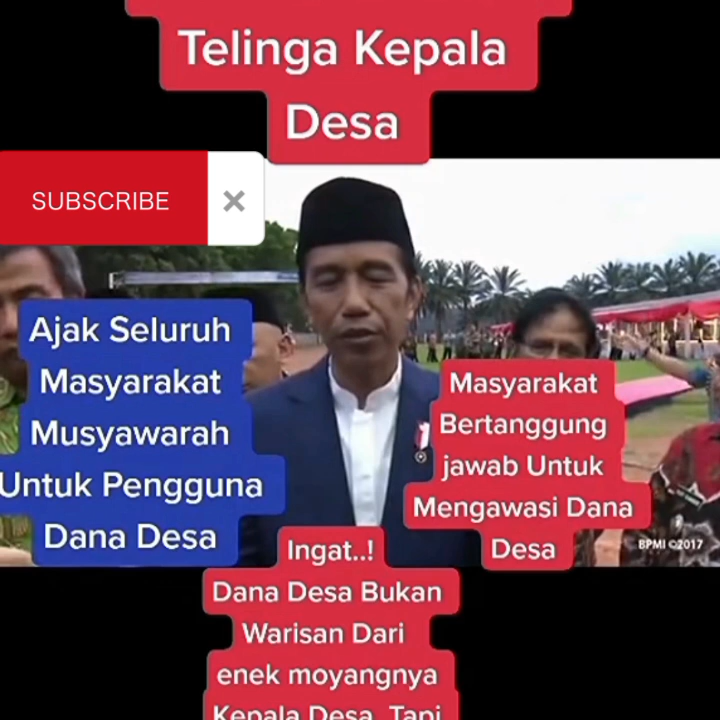 Telinga Kepala
Desa
SUBSCRIBE
Ajak Seluruh
Masyarakat
Musyawarah
Untuk Pengguna
Dana Desa
Masyarakat
Bertanggung
jawab Untuk
Mengawasi Dana
Desa
BPMI ©2017
Ingat..!
Dana Desa Bukan
Warisan Dari
enek moyangnya
Kepala Desa, Tapi